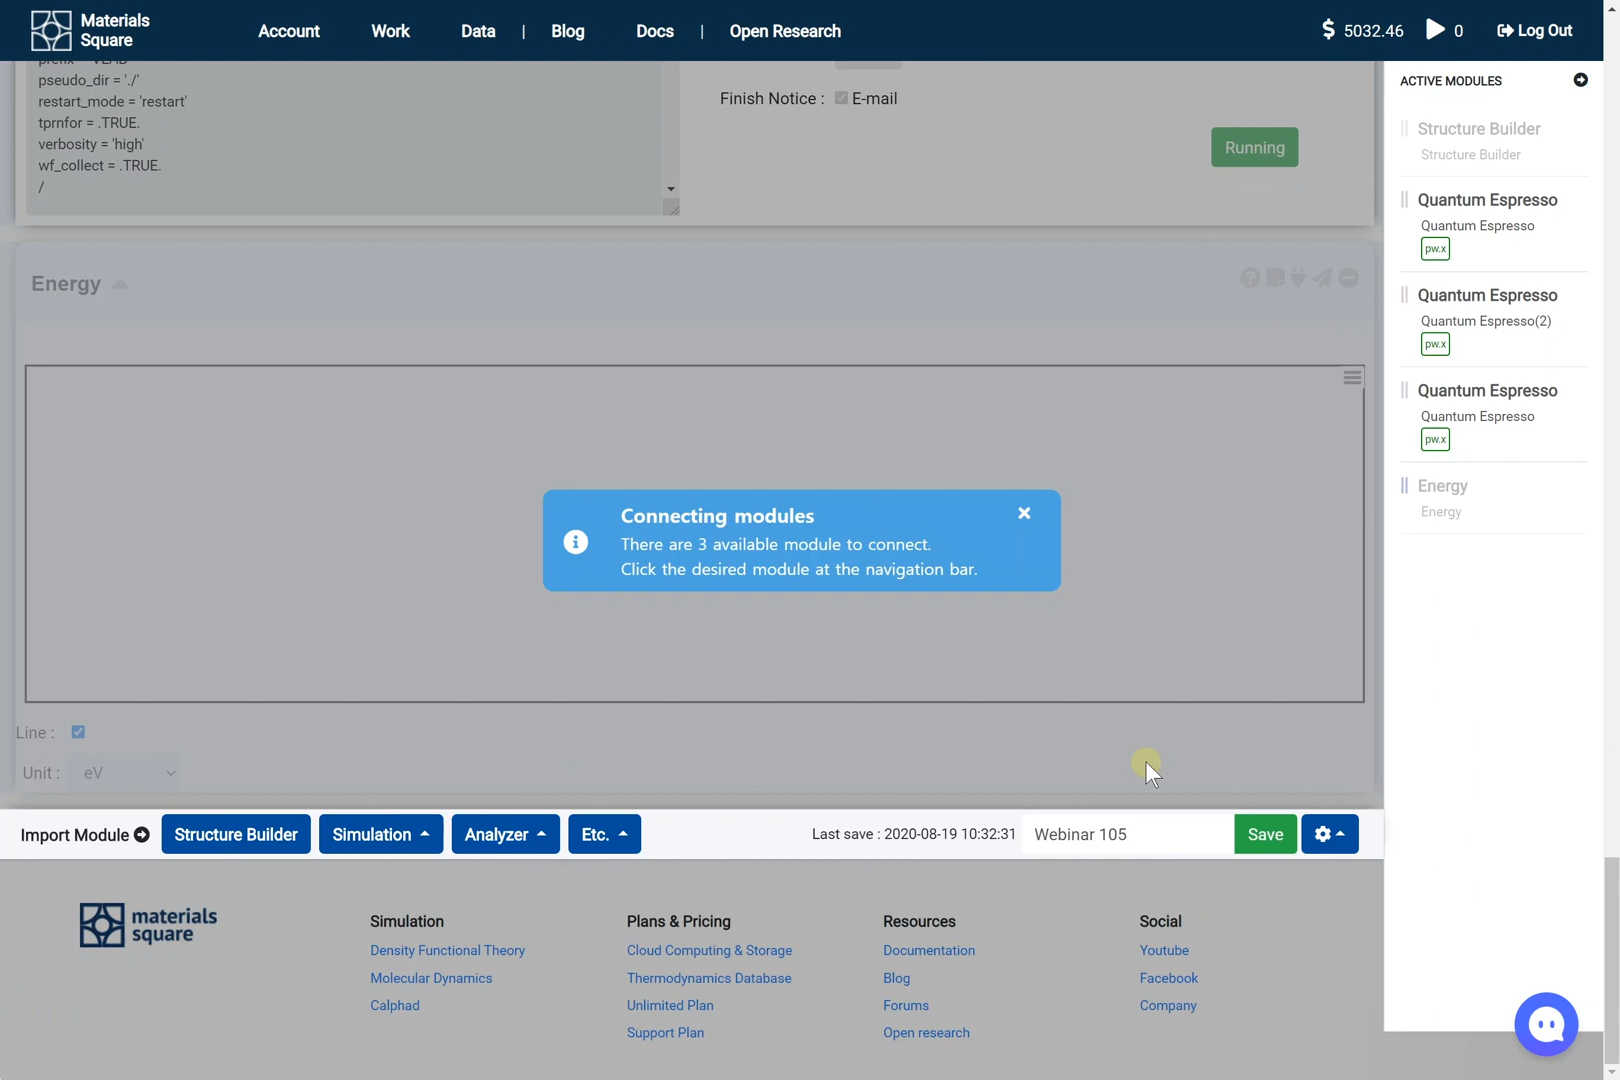 Materials
Square
Account
Work
Data
|
Blog
Docs
|
Open Research
$ 5032.46
0
Log Out
pseudo_dir = './'
restart_mode = 'restart'
tprnfor = .TRUE.
verbosity = 'high'
wf_collect = .TRUE.
/
Finish Notice : E-mail
Running
Energy
Connecting modules
There are 3 available module to connect.
Click the desired module at the navigation bar.
Line :
Unit : eV
ACTIVE MODULES
Structure Builder
Structure Builder
Quantum Espresso
Quantum Espresso
pw.x
Quantum Espresso
Quantum Espresso(2)
pw.x
Quantum Espresso
Quantum Espresso
pw.x
Energy
Energy
Import Module
Structure Builder
Simulation
Analyzer
Etc.
Last save : 2020-08-19 10:32:31
Webinar 105
Save
materials
square
Simulation
Density Functional Theory
Molecular Dynamics
Calphad
Plans & Pricing
Cloud Computing & Storage
Thermodynamics Database
Unlimited Plan
Support Plan
Resources
Documentation
Blog
Forums
Open research
Social
Youtube
Facebook
Company